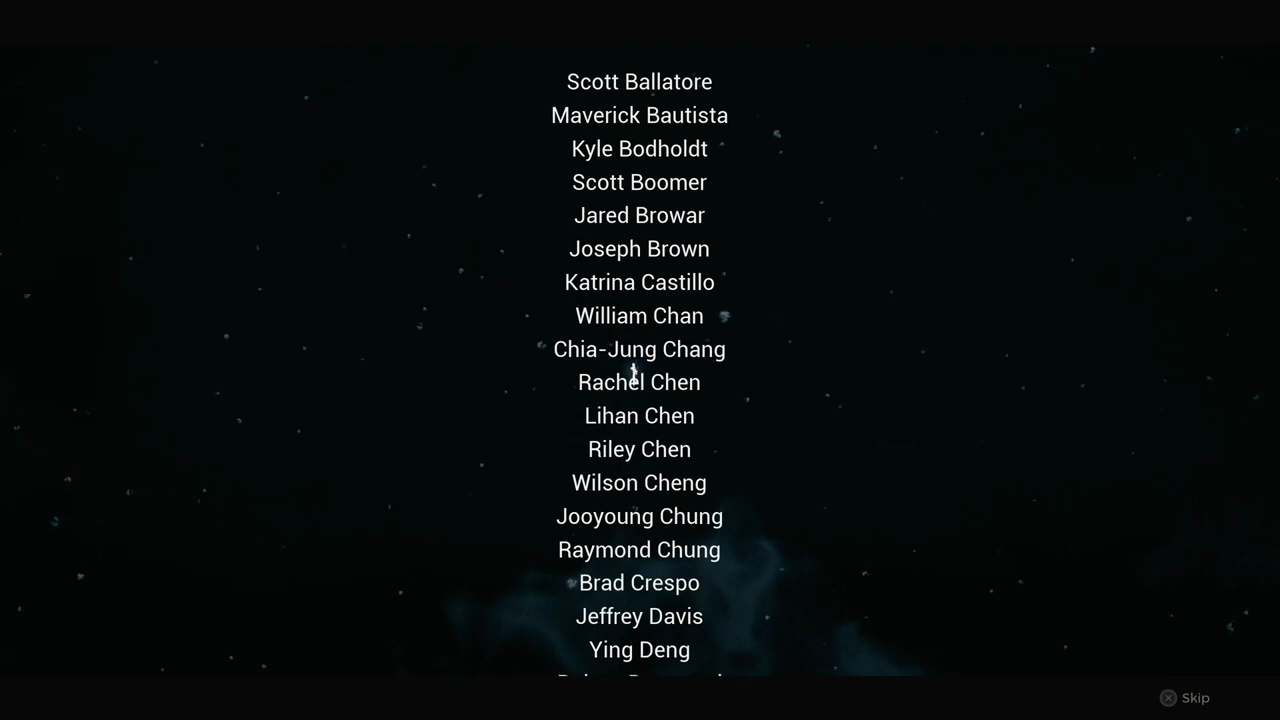 Scott Ballatore
Maverick Bautista
Kyle Bodholdt
Scott Boomer
Jared Browar
Joseph Brown
Katrina Castillo
William Chan
Chia-Jung Chang
Rachel Chen
Lihan Chen
Riley Chen
Wilson Cheng
Jooyoung Chung
Raymond Chung
Brad Crespo
Jeffrey Davis
Ying Deng
Skip